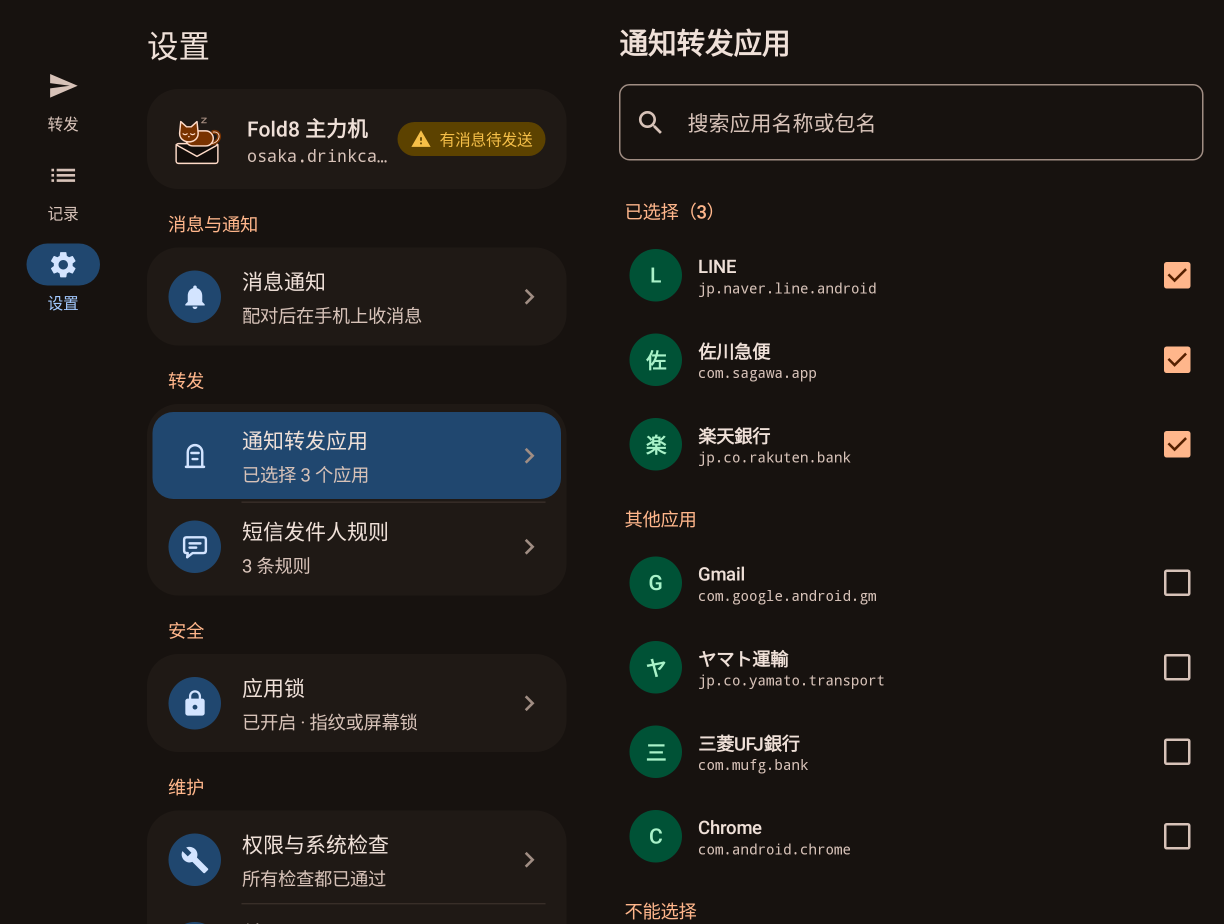 转发
记录
设置
设置
Fold8 主力机
osaka.drinkca…
有消息待发送
消息与通知
消息通知
配对后在手机上收消息
转发
通知转发应用
已选择 3 个应用
短信发件人规则
3 条规则
安全
应用锁
已开启 · 指纹或屏幕锁
维护
权限与系统检查
所有检查都已通过
通知转发应用
搜索应用名称或包名
已选择（3）
L
LINE
jp.naver.line.android
佐
佐川急便
com.sagawa.app
楽
楽天銀行
jp.co.rakuten.bank
其他应用
G
Gmail
com.google.android.gm
ヤ
ヤマト運輸
jp.co.yamato.transport
三
三菱UFJ銀行
com.mufg.bank
C
Chrome
com.android.chrome
不能选择